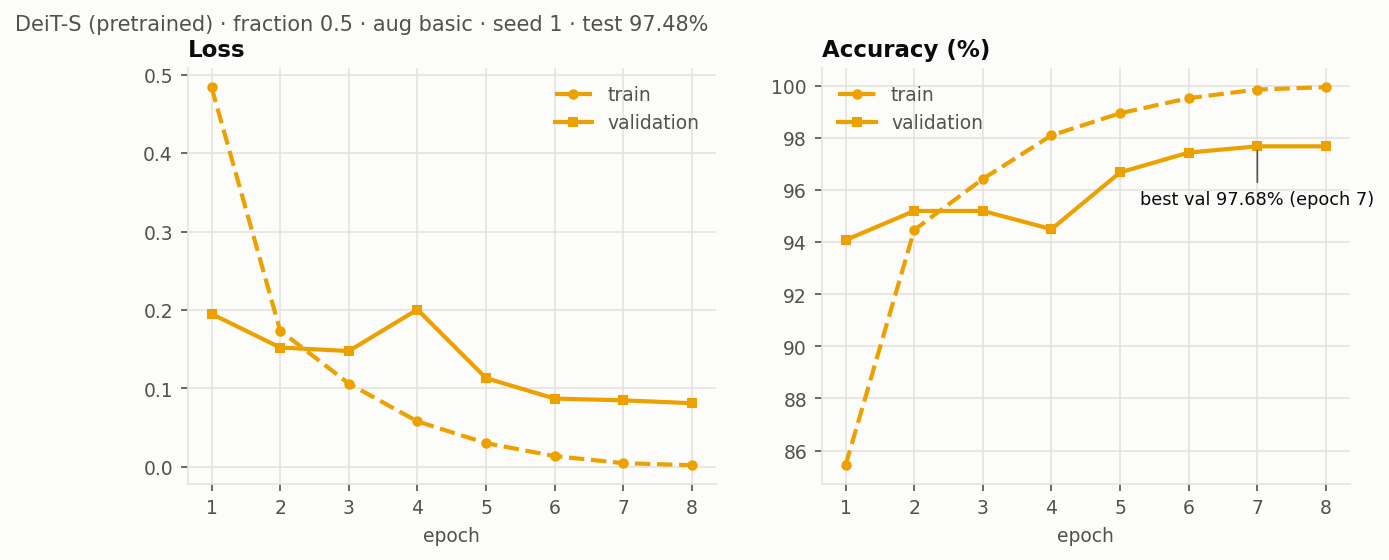 DeiT-S (pretrained) · fraction 0.5 · aug basic · seed 1 · test 97.48%
Loss
0.5
0.4
0.3
0.2
0.1
0.0
train
validation
1 2 3 4 5 6 7 8
epoch
Accuracy (%)
100
98
96
94
92
90
88
86
train
validation
best val 97.68% (epoch 7)
1 2 3 4 5 6 7 8
epoch